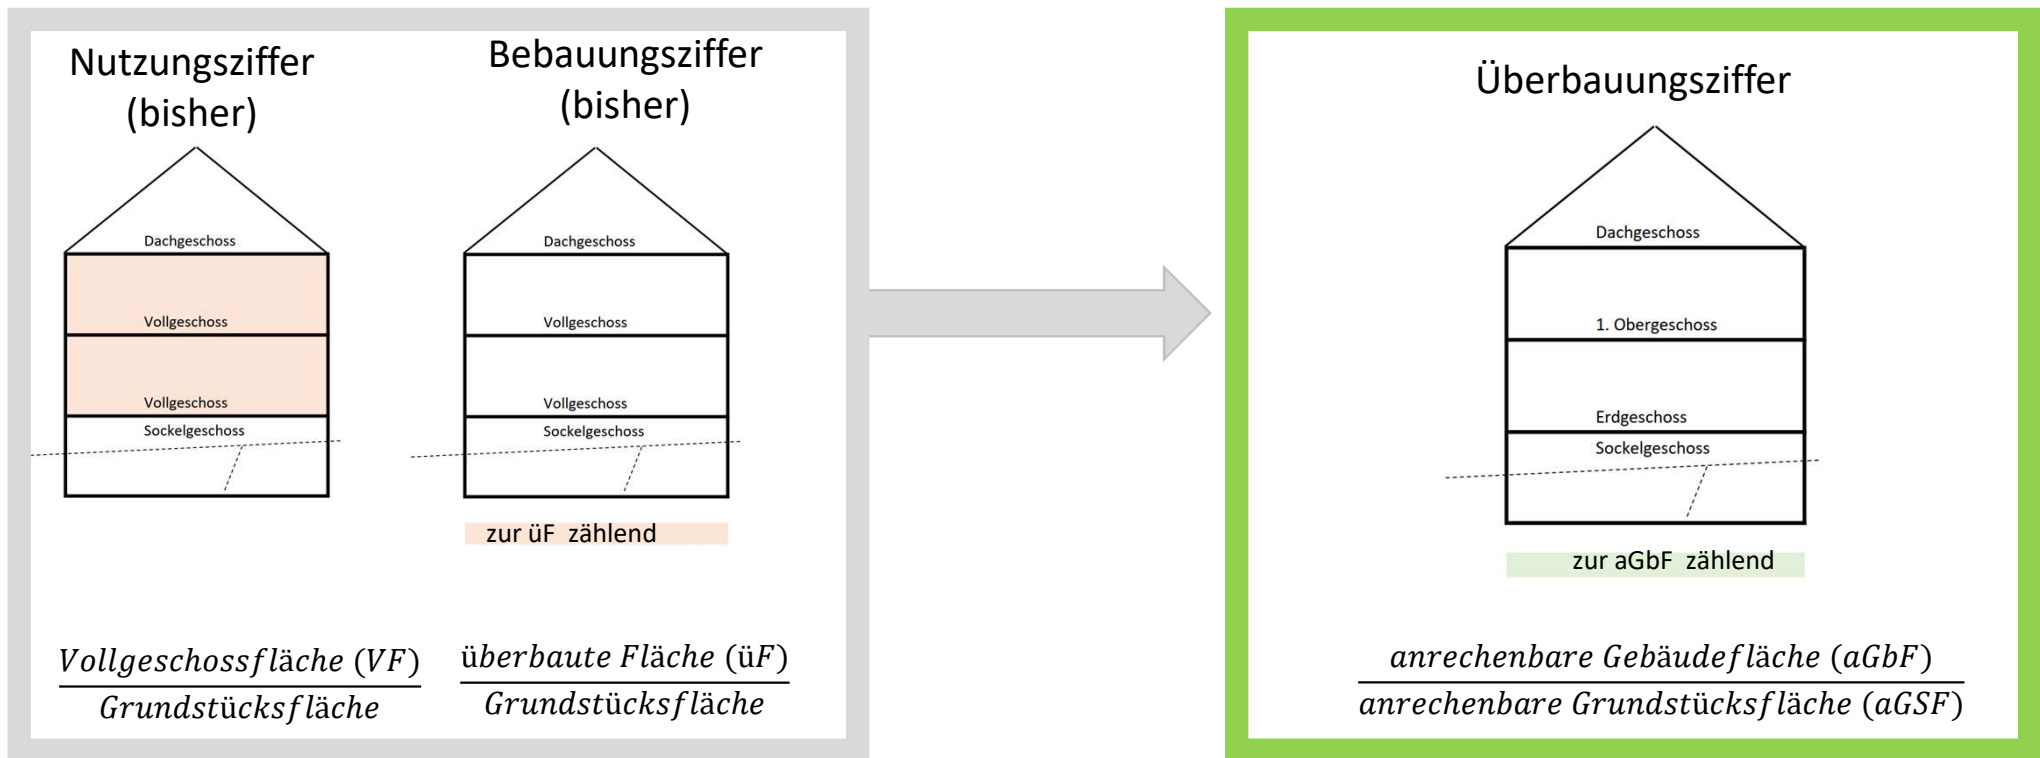 Nutzungsziffer
(bisher)
Dachgeschoss
Vollgeschoss
Vollgeschoss
Sockelgeschoss
Vollgeschossfläche (VF)
Grundstücksfläche
Bebauungsziffer
(bisher)
Dachgeschoss
Vollgeschoss
Vollgeschoss
Sockelgeschoss
zur üF zählend
überbaute Fläche (üF)
Grundstücksfläche
Überbauungsziffer
Dachgeschoss
1. Obergeschoss
Erdgeschoss
Sockelgeschoss
zur aGbF zählend
anrechenbare Gebäudefläche (aGbF)
anrechenbare Grundstücksfläche (aGSF)